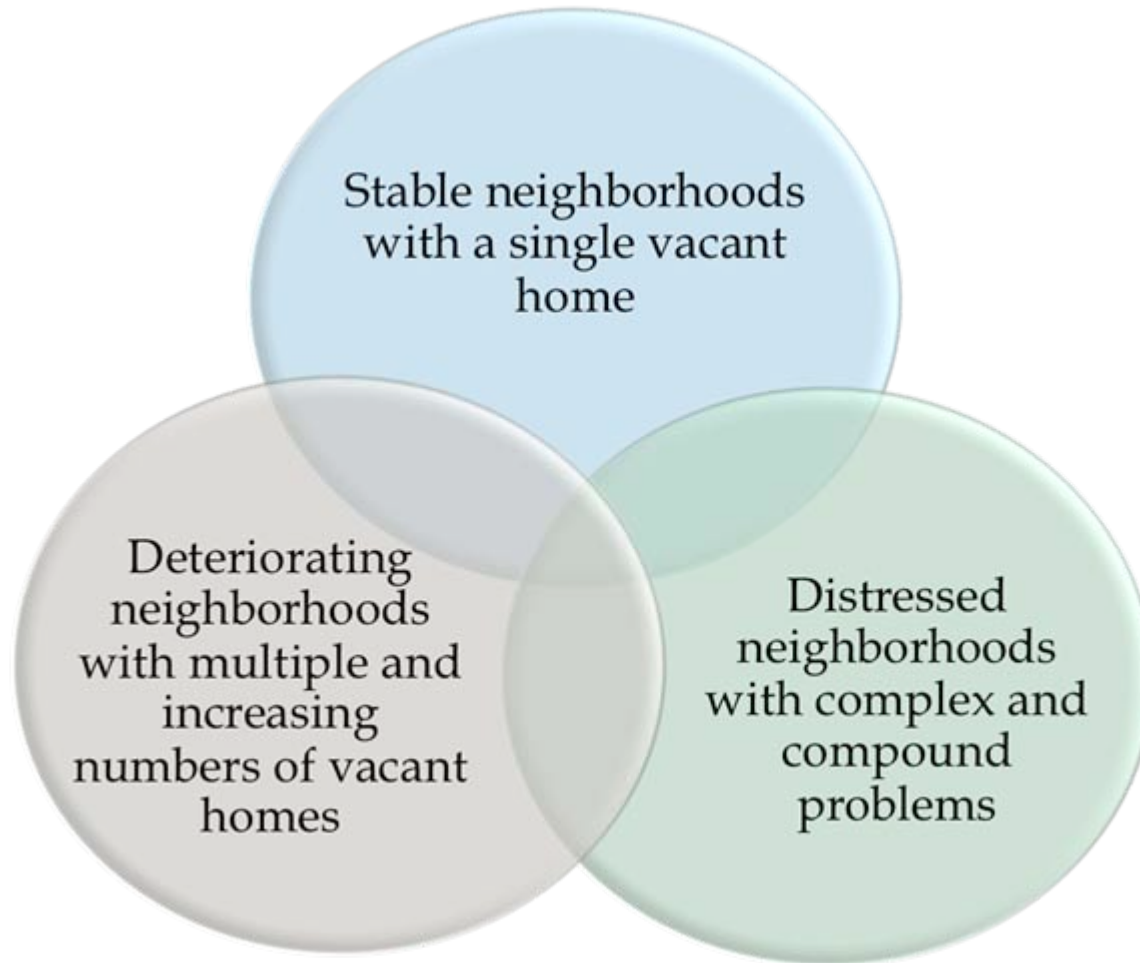 Stable neighborhoods
with a single vacant
home
Deteriorating
neighborhoods
with multiple and
increasing
numbers of vacant
homes
Distressed
neighborhoods
with complex and
compound
problems